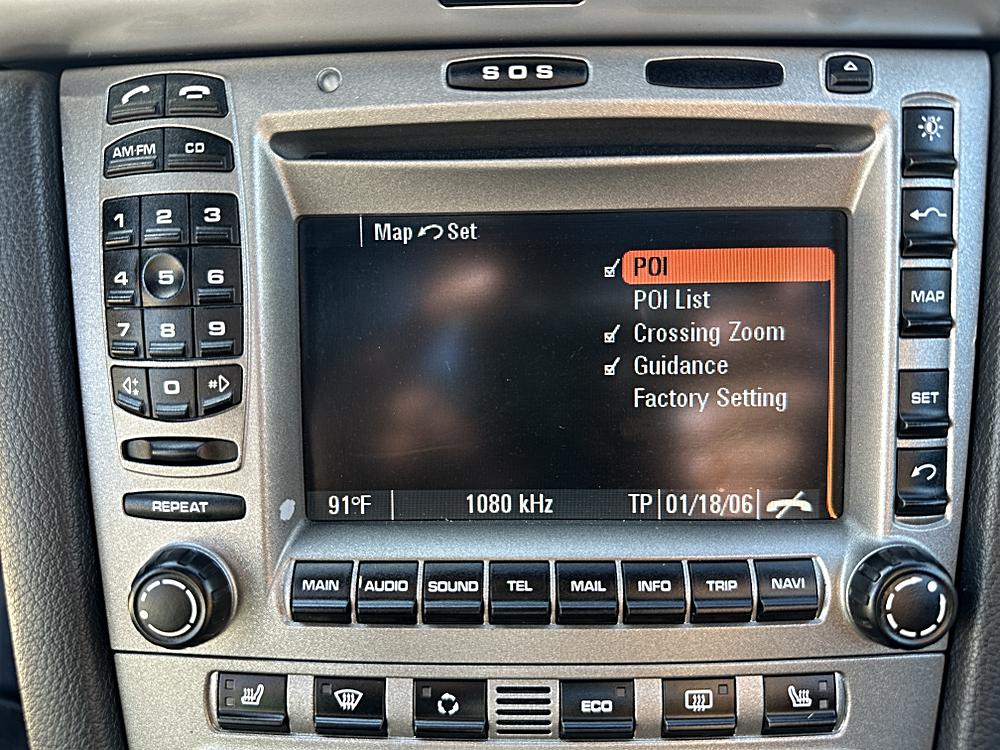 SOS
AM·FM CD
1 2 3
4 5 6
7 8 9
0 #
REPEAT
Map Set
POI
POI List
Crossing Zoom
Guidance
Factory Setting
91°F 1080 kHz TP 01/18/06
MAP
SET
MAIN AUDIO SOUND TEL MAIL INFO TRIP NAVI
ECO